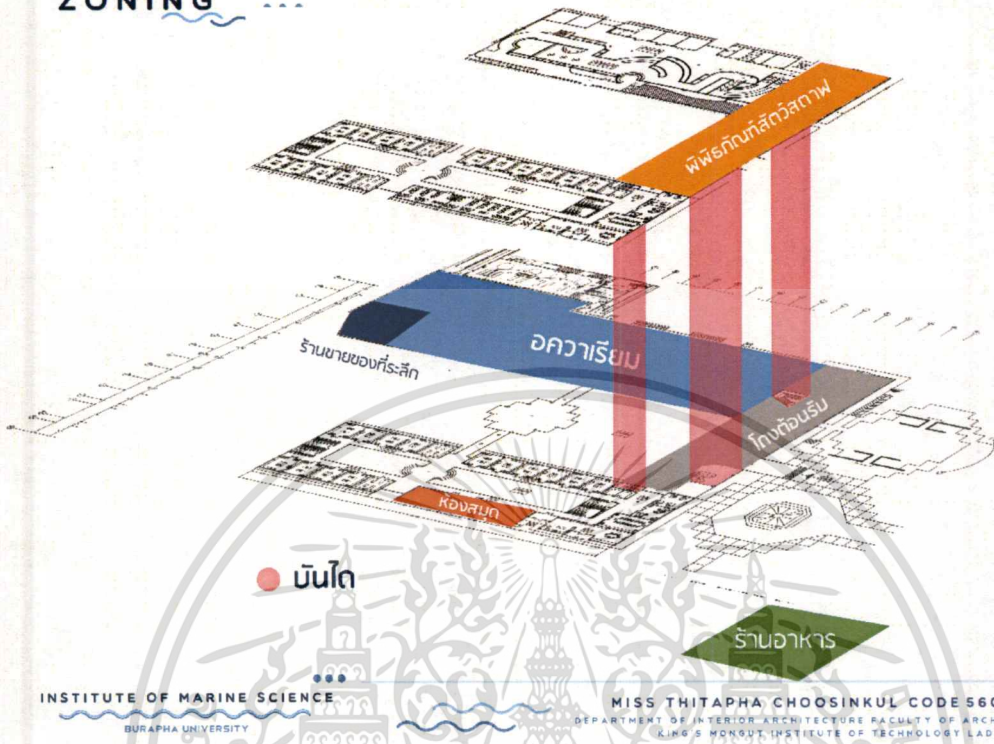 ZONING
พิพิธภัณฑ์สัตว์สตาฟ
อควาเรียม
ร้านขายของที่ระลึก
โถงต้อนรับ
ห้องสมุด
บันได
ร้านอาหาร
INSTITUTE OF MARINE SCIENCE
BURAPHA UNIVERSITY
MISS THITAPHA CHOOSINKUL CODE 560
DEPARTMENT OF INTERIOR ARCHITECTURE FACULTY OF ARCH
KING'S MONGUT INSTITUTE OF TECHNOLOGY LAD